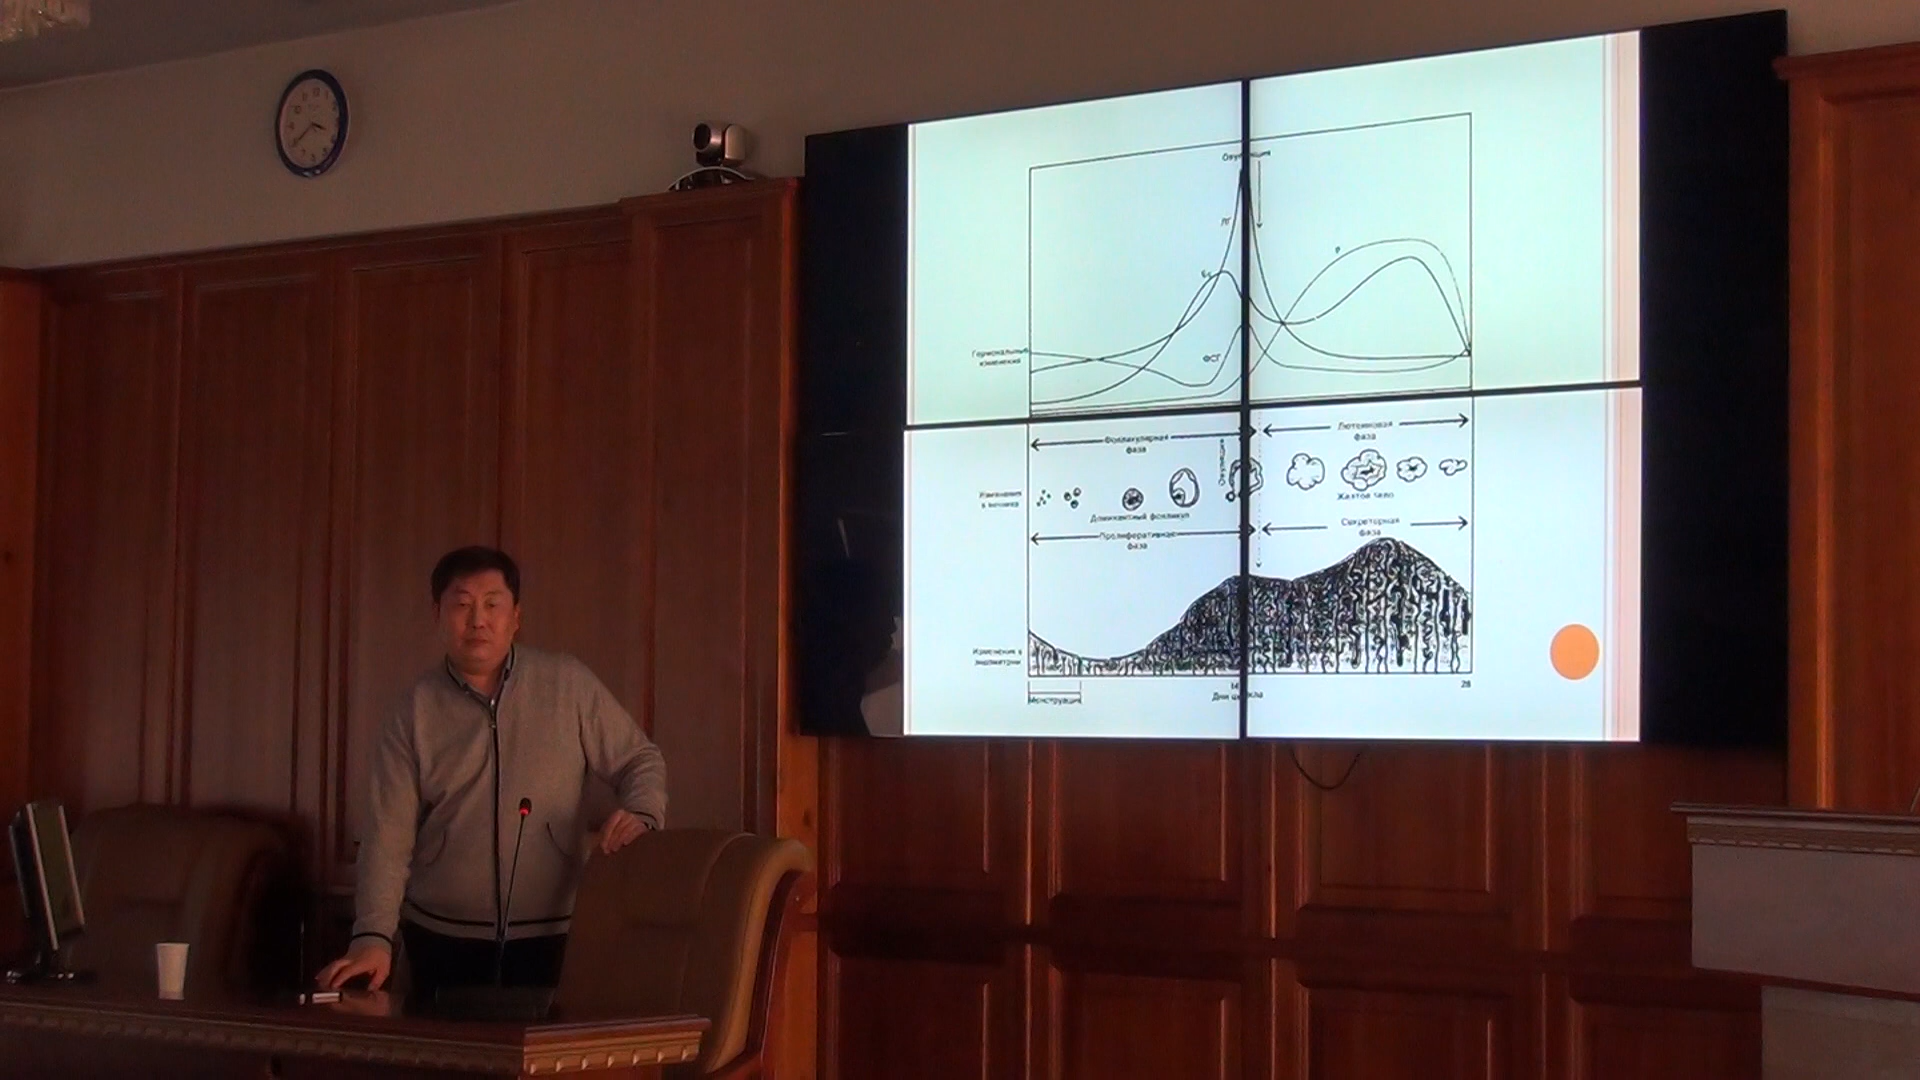 Овуляция
ЛГ
E₂
P
Гормональные
изменения
ФСГ
Фолликулярная
фаза
Лютеиновая
фаза
Овуляция
Изменения
в яичнике
Доминантный фолликул
Желтое тело
Пролиферативная
фаза
Секреторная
фаза
Изменения в
эндометрии
Менструация
14
28
Дни цикла